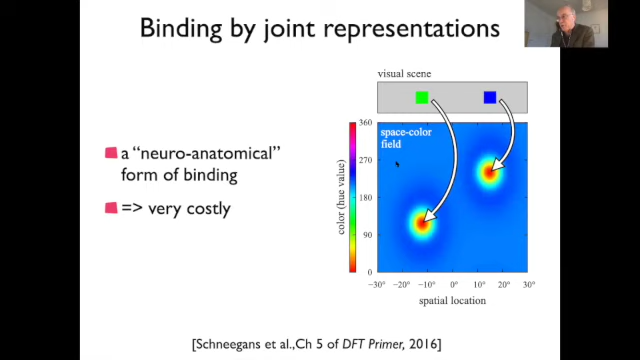 Binding by joint representations
a “neuro-anatomical”
form of binding
=> very costly
visual scene
space-color
field
color (hue value)
360
270
180
90
0
−30° −20° −10° 0° 10° 20° 30°
spatial location
[Schneegans et al.,Ch 5 of DFT Primer, 2016]